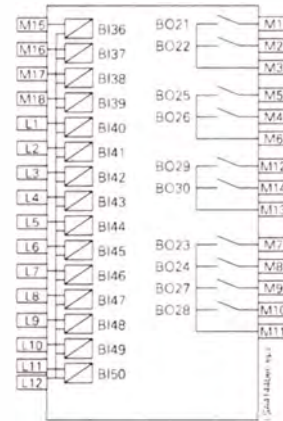 M15 BI36 BO21 M1
M16 BI37 BO22 M2
M17 BI38 M3
M18 BI39 BO25 M5
L1 BI40 BO26 M4
L2 BI41 M6
L3 BI42 BO29 M12
L4 BI43 BO30 M14
L5 BI44 M13
L6 BI45 BO23 M7
L7 BI46 BO24 M8
L8 BI47 BO27 M9
L9 BI48 BO28 M10
L10 BI49 M11
L11 BI50
L12